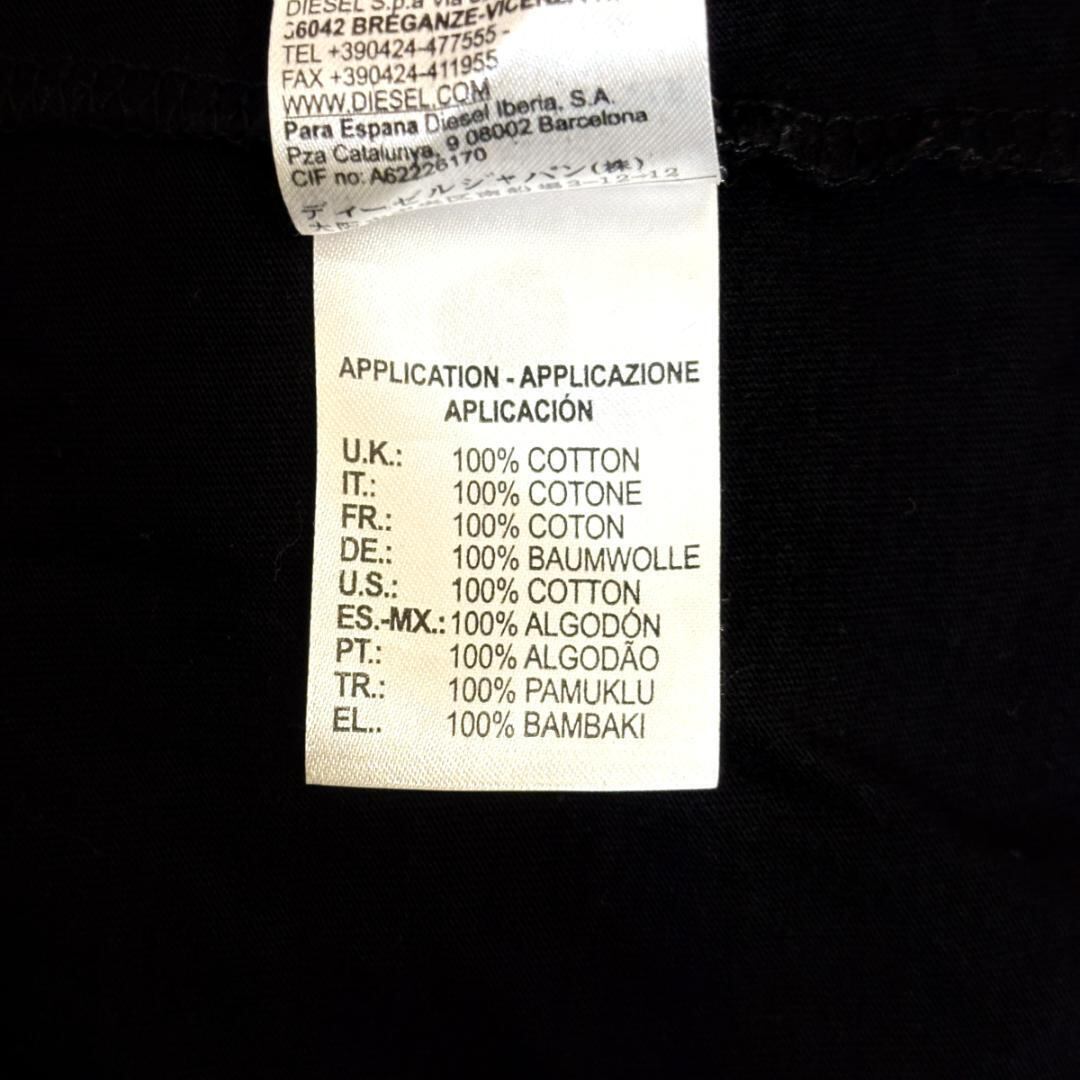 DIESEL S.p.a via
36042 BREGANZE-VICENZA
TEL +390424-477555 -
FAX +390424-411955
WWW.DIESEL.COM
Para Espana Diesel Iberia, S.A.
Pza Catalunya, 9 08002 Barcelona
CIF no: A62226170
ディーゼルジャパン(株)
2-12-12
APPLICATION - APPLICAZIONE
APLICACIÓN
U.K.: 100% COTTON
IT.: 100% COTONE
FR.: 100% COTON
DE.: 100% BAUMWOLLE
U.S.: 100% COTTON
ES.-MX.: 100% ALGODÓN
PT.: 100% ALGODÃO
TR.: 100% PAMUKLU
EL.. 100% BAMBAKI